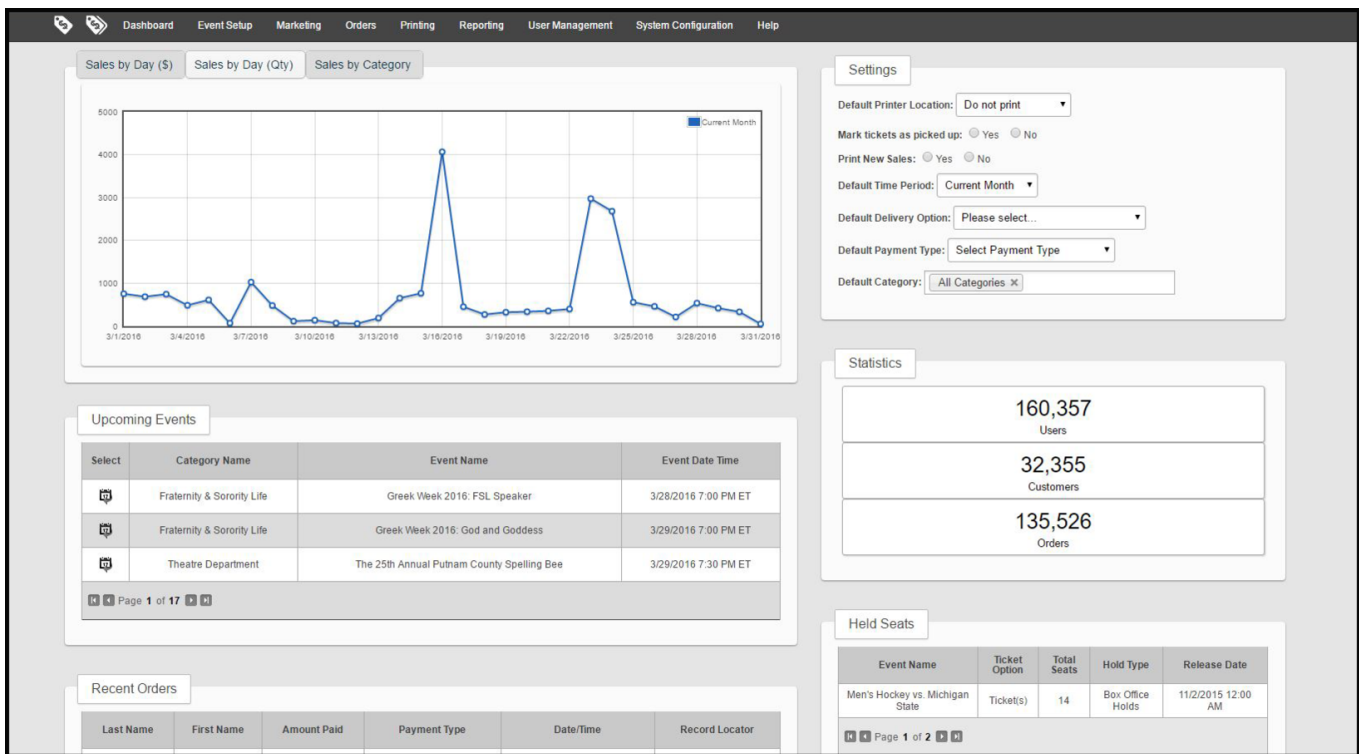 Dashboard Event Setup Marketing Orders Printing Reporting User Management System Configuration Help
Sales by Day ($) Sales by Day (Qty) Sales by Category
Current Month
5000
4000
3000
2000
1000
0
3/1/2016 3/4/2016 3/7/2016 3/10/2016 3/13/2016 3/16/2016 3/19/2016 3/22/2016 3/25/2016 3/28/2016 3/31/2016
Upcoming Events
Select Category Name Event Name Event Date Time
Fraternity & Sorority Life Greek Week 2016: FSL Speaker 3/28/2016 7:00 PM ET
Fraternity & Sorority Life Greek Week 2016: God and Goddess 3/29/2016 7:00 PM ET
Theatre Department The 25th Annual Putnam County Spelling Bee 3/29/2016 7:30 PM ET
Page 1 of 17
Recent Orders
Last Name First Name Amount Paid Payment Type Date/Time Record Locator
Settings
Default Printer Location: Do not print
Mark tickets as picked up: Yes No
Print New Sales: Yes No
Default Time Period: Current Month
Default Delivery Option: Please select...
Default Payment Type: Select Payment Type
Default Category: All Categories ×
Statistics
160,357
Users
32,355
Customers
135,526
Orders
Held Seats
Event Name Ticket Option Total Seats Hold Type Release Date
Men's Hockey vs. Michigan State Ticket(s) 14 Box Office Holds 11/2/2015 12:00 AM
Page 1 of 2